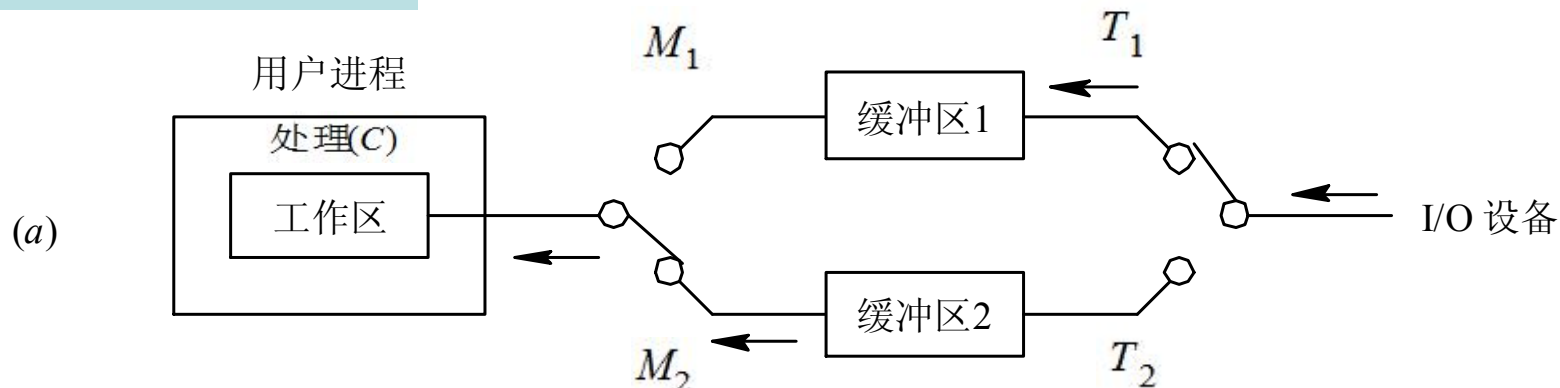 M₁
T₁
用户进程
处理(C)
缓冲区1
工作区
(a)
I/O 设备
缓冲区2
M₂
T₂